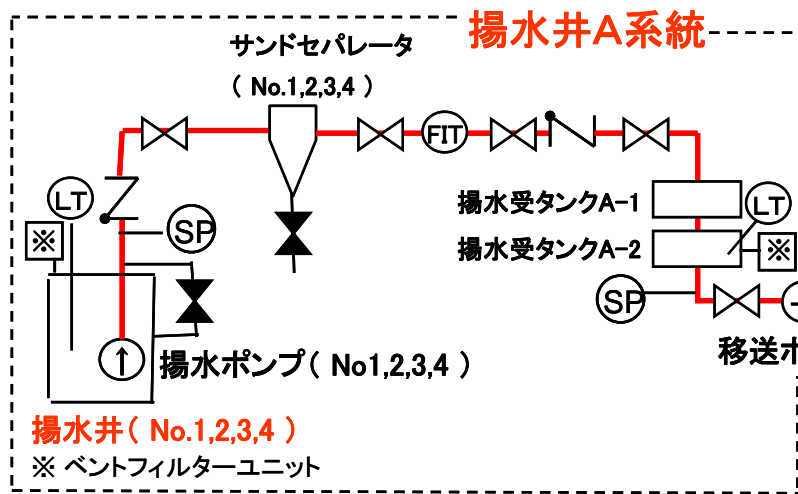 揚水井A系統
サンドセパレータ
( No.1,2,3,4 )
FIT
LT
※
SP
揚水受タンクA-1
LT
揚水受タンクA-2
※
SP
移送ポ
揚水ポンプ( No1,2,3,4 )
揚水井( No.1,2,3,4 )
※ ベントフィルターユニット